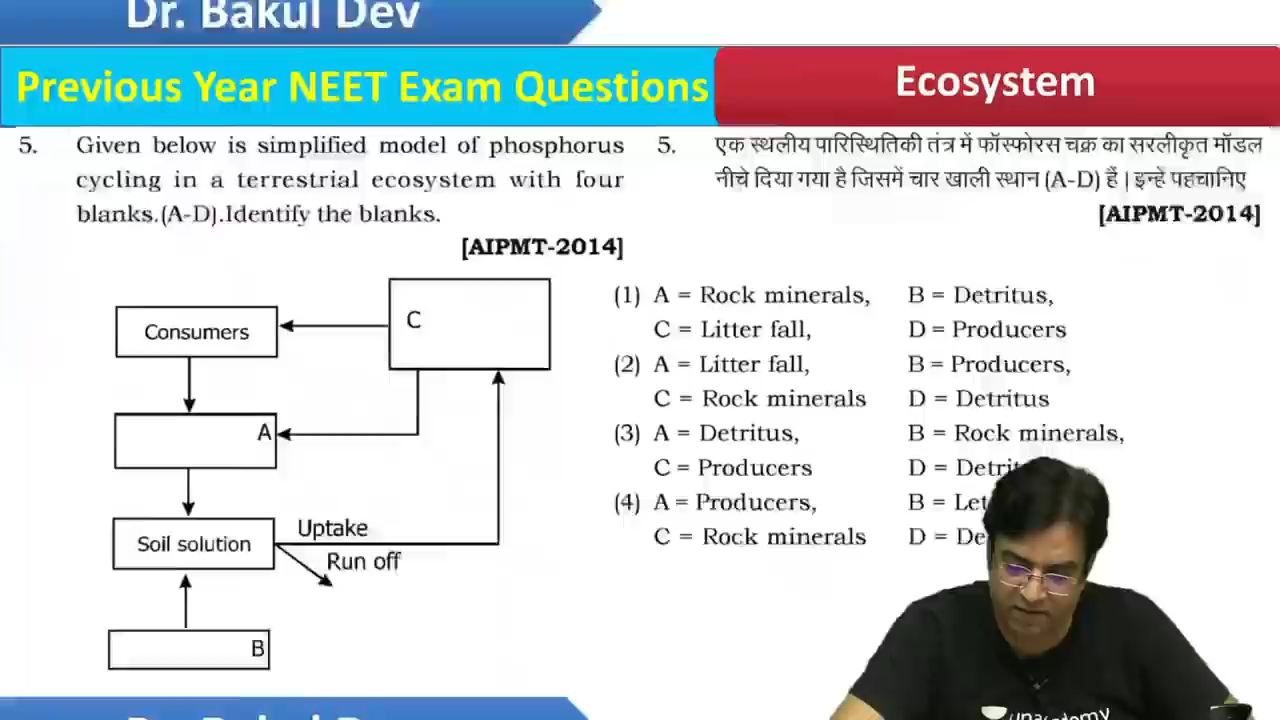 Dr. Bakul Dev
Previous Year NEET Exam Questions
Ecosystem
5. Given below is simplified model of phosphorus
cycling in a terrestrial ecosystem with four
blanks.(A-D).Identify the blanks.
[AIPMT-2014]
Consumers
C
A
Soil solution
Uptake
Run off
B
5. एक स्थलीय पारिस्थितिकी तंत्र में फॉस्फोरस चक्र का सरलीकृत मॉडल
नीचे दिया गया है जिसमें चार खाली स्थान (A-D) हैं | इन्हें पहचानिए
[AIPMT-2014]
(1) A = Rock minerals, B = Detritus,
C = Litter fall, D = Producers
(2) A = Litter fall, B = Producers,
C = Rock minerals D = Detritus
(3) A = Detritus, B = Rock minerals,
C = Producers D =
(4) A = Producers, B =
C = Rock minerals D =
unacademy